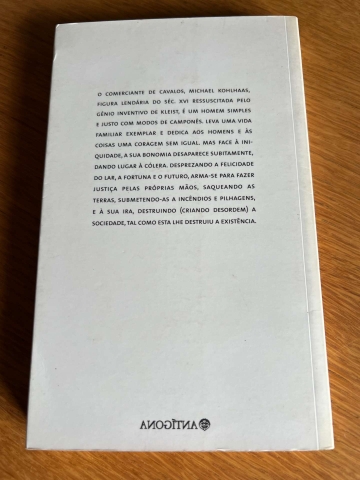 O COMERCIANTE DE CAVALOS, MICHAEL KOHLHAAS,
FIGURA LENDÁRIA DO SÉC. XVI RESSUSCITADA PELO
GÉNIO INVENTIVO DE KLEIST, É UM HOMEM SIMPLES
E JUSTO COM MODOS DE CAMPONÊS. LEVA UMA VIDA
FAMILIAR EXEMPLAR E DEDICA AOS HOMENS E ÀS
COISAS UMA CORAGEM SEM IGUAL. MAS FACE À INI-
QUIDADE, A SUA BONOMIA DESAPARECE SUBITAMENTE,
DANDO LUGAR À CÓLERA. DESPREZANDO A FELICIDADE
DO LAR, A FORTUNA E O FUTURO, ARMA-SE PARA FAZER
JUSTIÇA PELAS PRÓPRIAS MÃOS, SAQUEANDO AS
TERRAS, SUBMETENDO-AS A INCÊNDIOS E PILHAGENS,
E À SUA IRA, DESTRUINDO (CRIANDO DESORDEM) A
SOCIEDADE, TAL COMO ESTA LHE DESTRUIU A EXISTÊNCIA.
ANTÍGONA